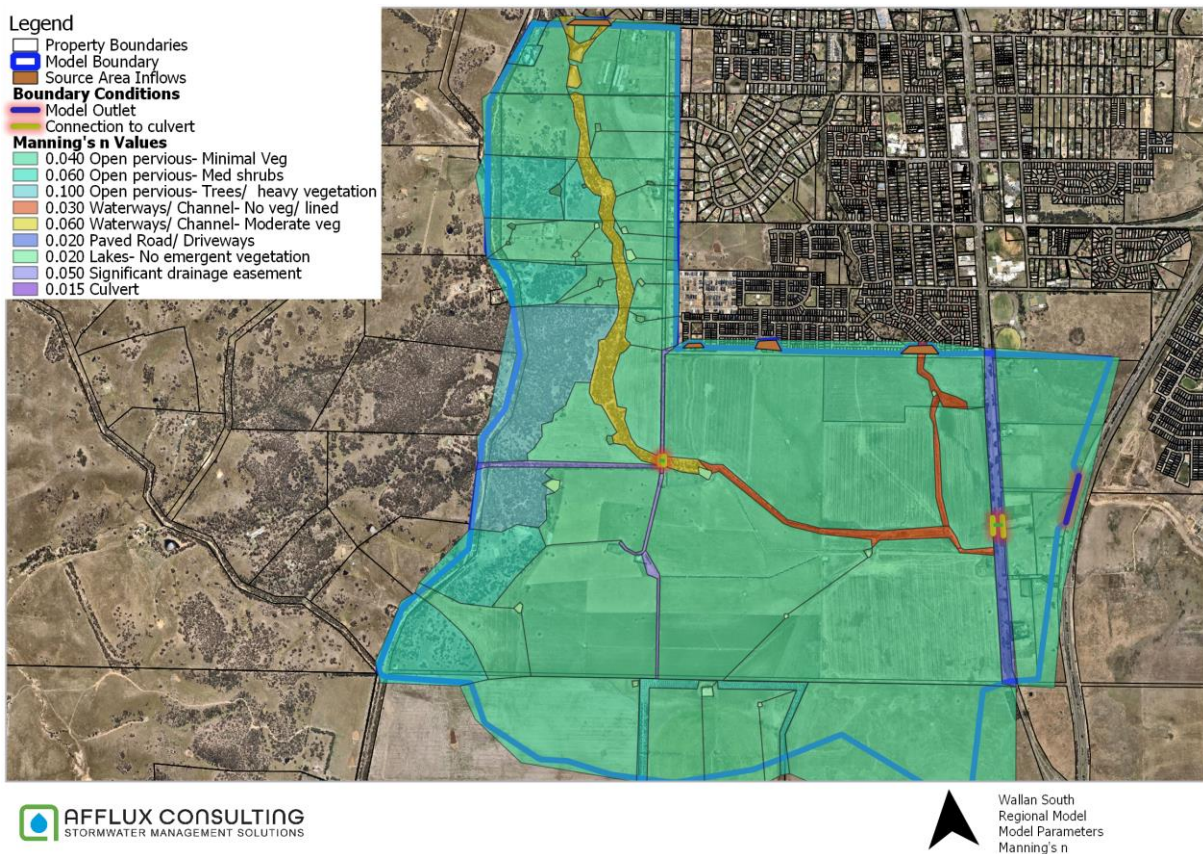 Legend
Property Boundaries
Model Boundary
Source Area Inflows
Boundary Conditions
Model Outlet
Connection to culvert
Manning's n Values
0.040 Open pervious- Minimal Veg
0.060 Open pervious- Med shrubs
0.100 Open pervious- Trees/ heavy vegetation
0.030 Waterways/ Channel- No veg/ lined
0.060 Waterways/ Channel- Moderate veg
0.020 Paved Road/ Driveways
0.020 Lakes- No emergent vegetation
0.050 Significant drainage easement
0.015 Culvert
AFFLUX CONSULTING
STORMWATER MANAGEMENT SOLUTIONS
Wallan South
Regional Model
Model Parameters
Manning's n